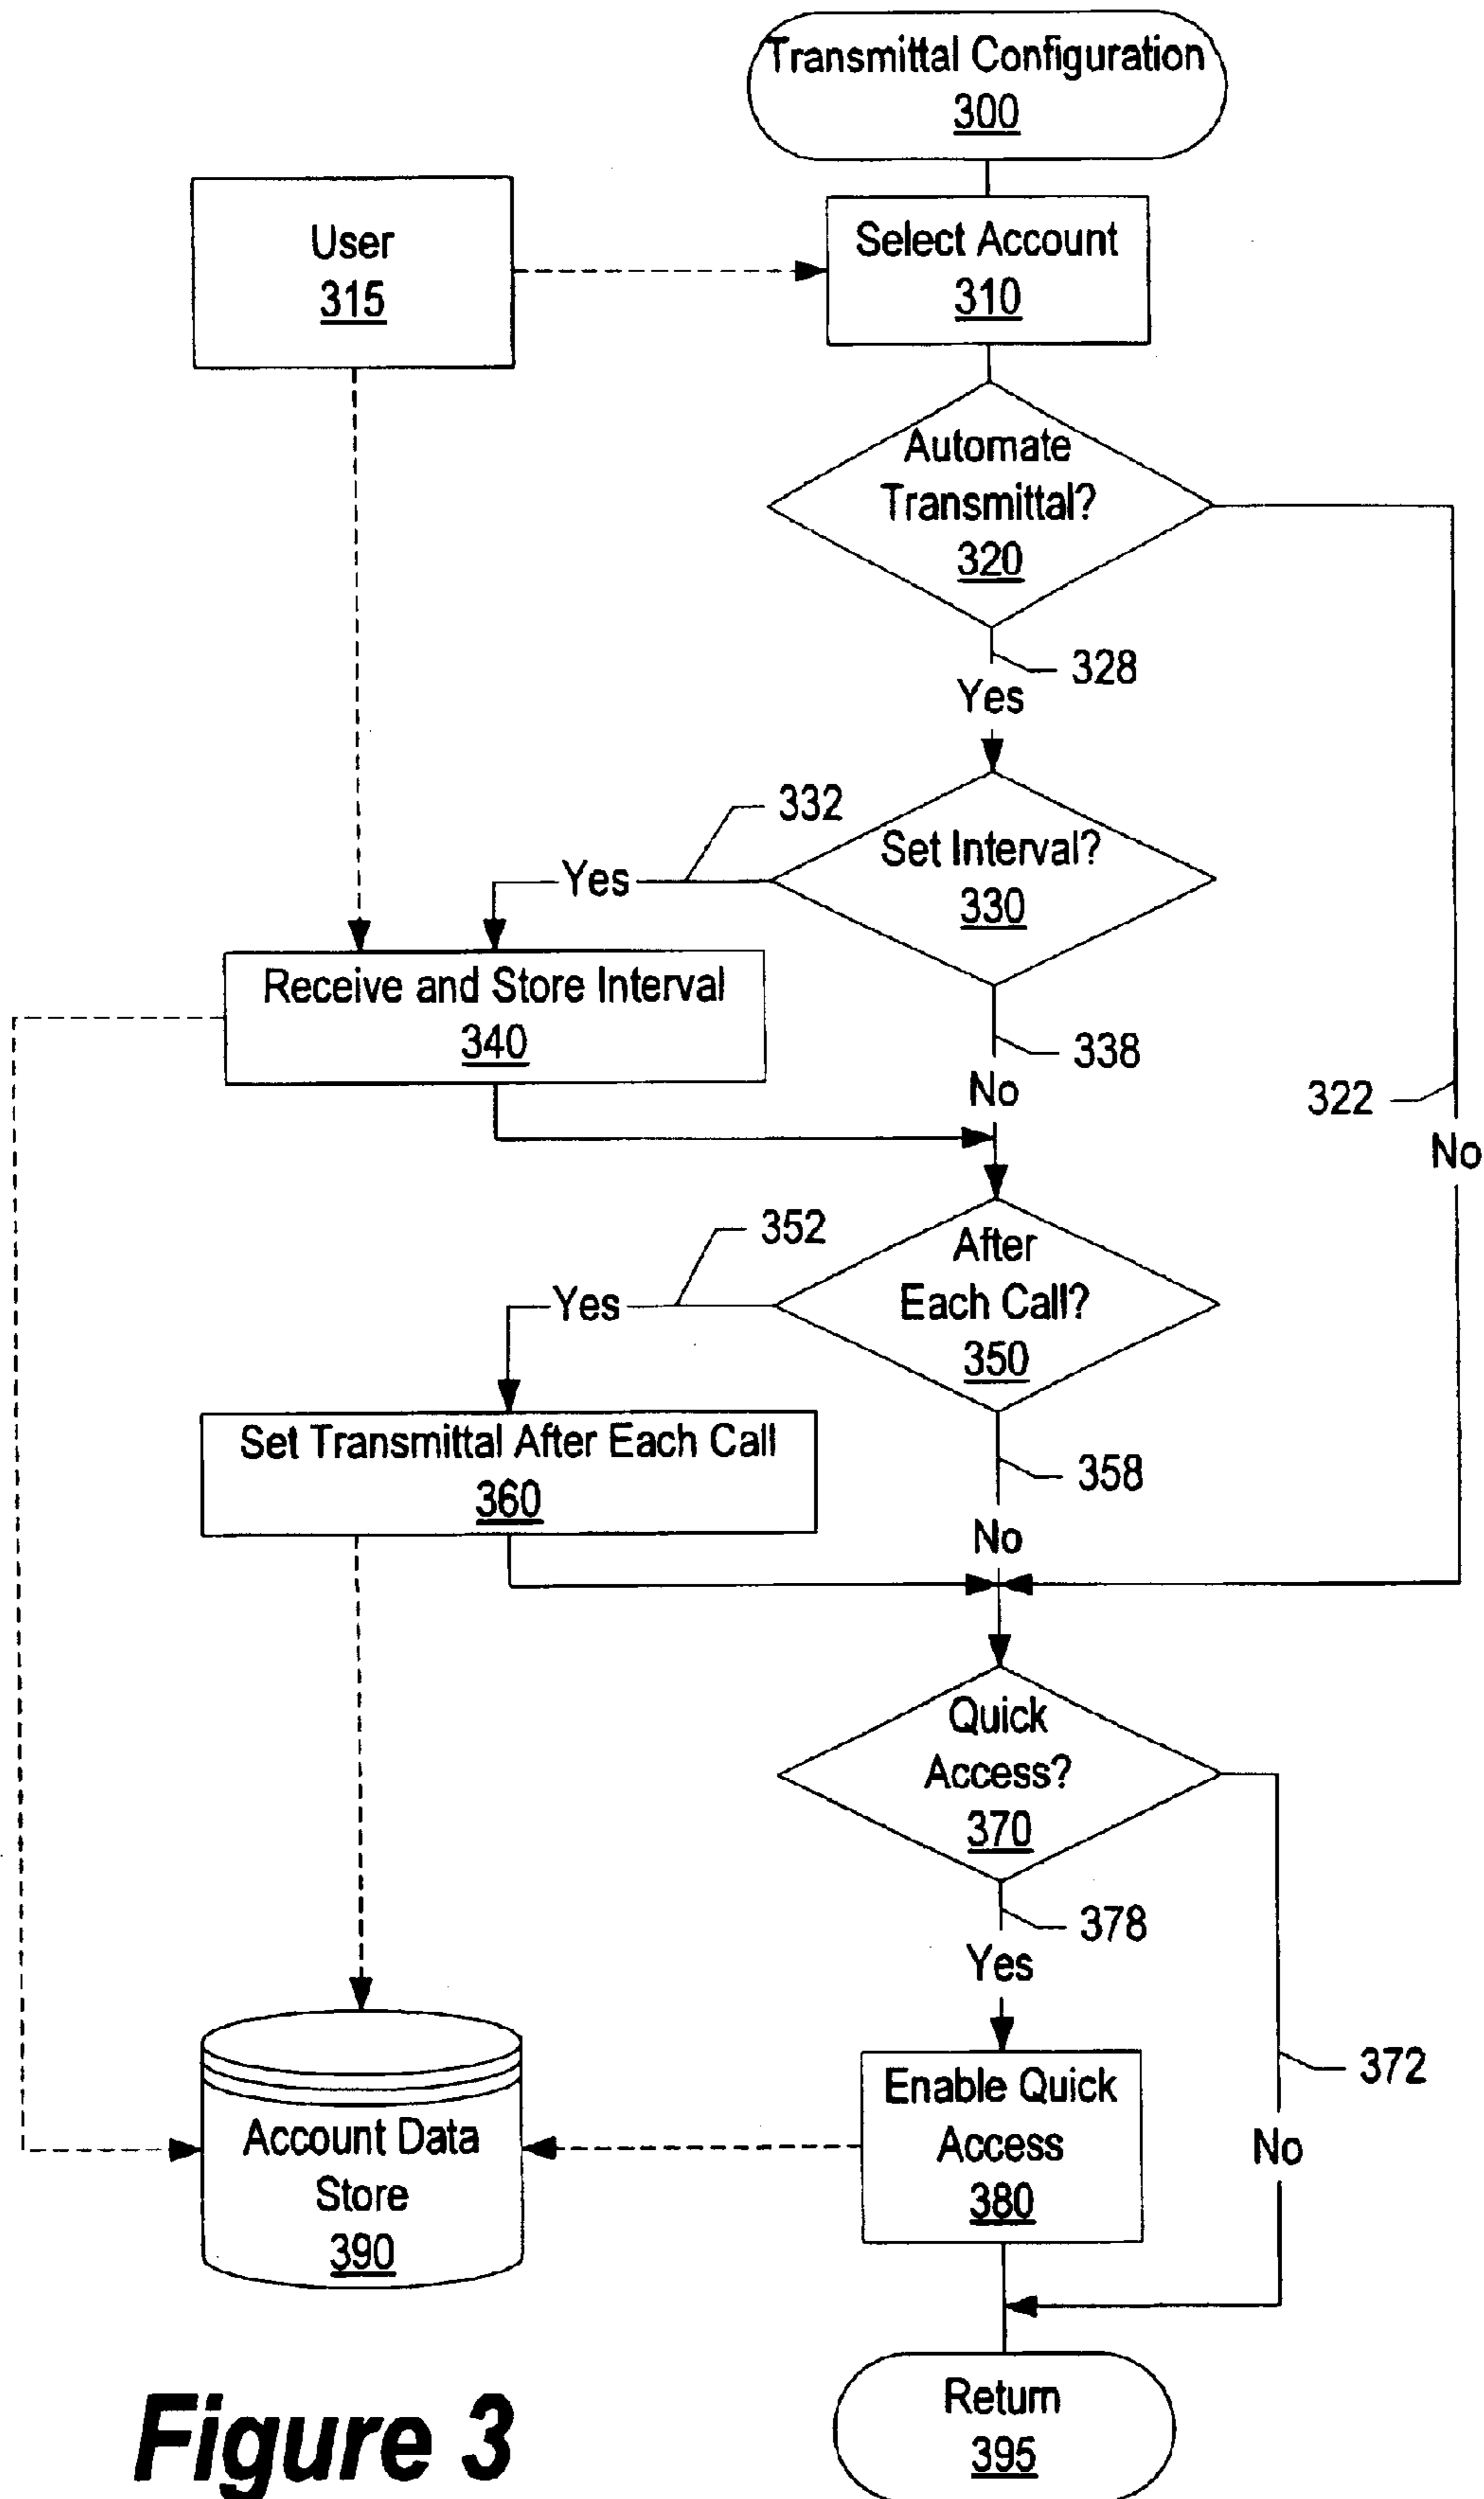 Transmittal Configuration
300
User
315
Select Account
310
Automate
Transmittal?
320
328
Yes
332
Set Interval?
330
Yes
Receive and Store Interval
340
338
No
322
No
352
After
Each Call?
350
Yes
Set Transmittal After Each Call
360
358
No
Quick
Access?
370
378
Yes
372
Enable Quick
Access
380
No
Account Data
Store
390
Return
395
Figure 3